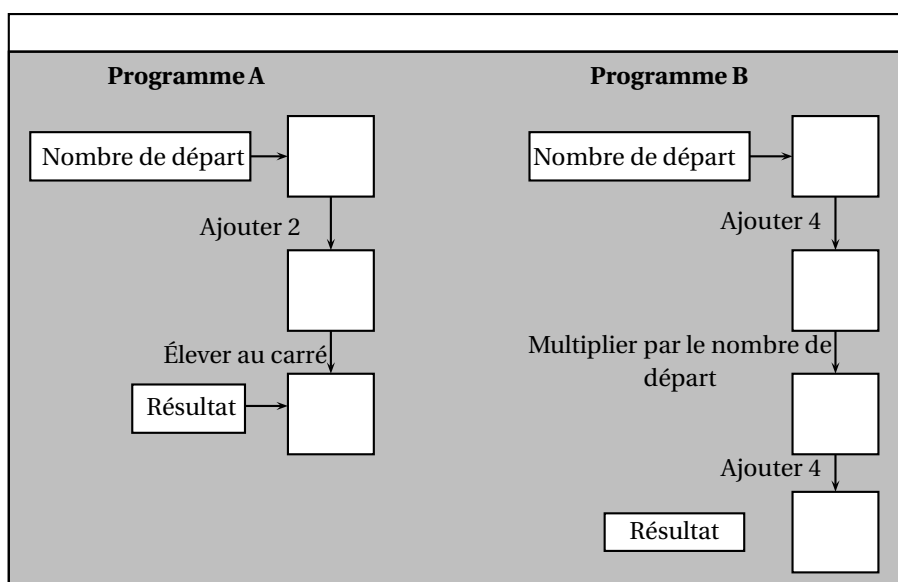 Programme A
Nombre de départ
Ajouter 2
Élever au carré
Résultat
Programme B
Nombre de départ
Ajouter 4
Multiplier par le nombre de
départ
Ajouter 4
Résultat